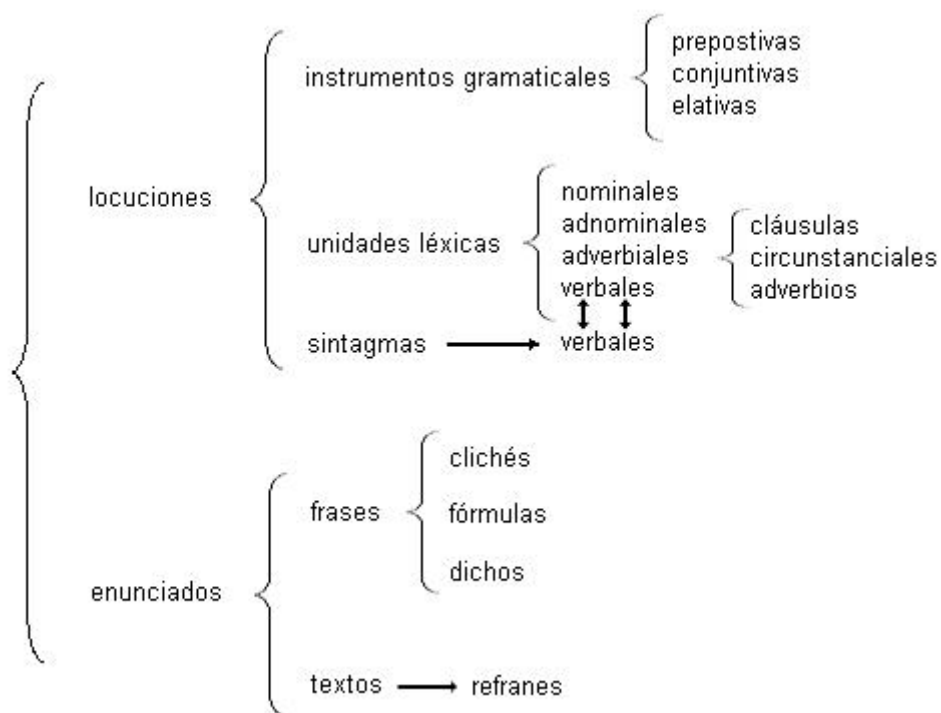 prepostivas
instrumentos gramaticales
conjuntivas
elativas
locuciones
nominales
unidades léxicas
adnominales
cláusulas
adverbiales
circunstanciales
verbales
adverbios
sintagmas
verbales
clichés
frases
fórmulas
dichos
enunciados
textos
refranes